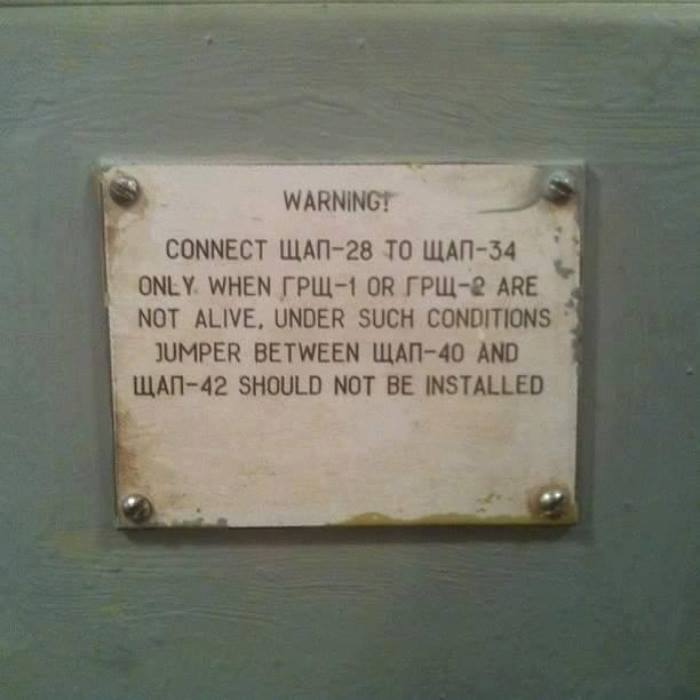 WARNING!
CONNECT ЩАП-28 TO ЩАП-34
ONLY WHEN ГРЩ-1 OR ГРЩ-2 ARE
NOT ALIVE, UNDER SUCH CONDITIONS
JUMPER BETWEEN ЩАП-40 AND
ЩАП-42 SHOULD NOT BE INSTALLED